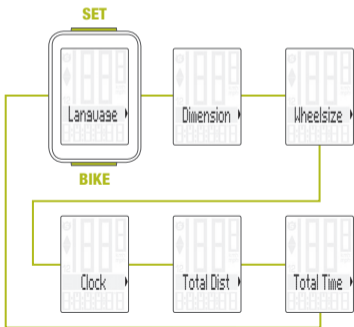 SET
Language
Dimension
Wheelsize
BIKE
Clock
Total Dist
Total Time